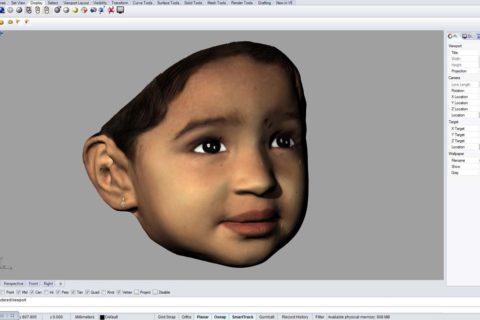 Set View Display Select Viewport Layout Visibility Transform Curve Tools Surface Tools Solid Tools Mesh Tools Render Tools Drafting New in V5
Viewport
Title
Width
Height
Projection
Camera
Lens Length
Rotation
X Location
Y Location
Z Location
Location
Target
X Target
Y Target
Z Target
Location
Wallpaper
Filename
Show
Gray
Perspective Front Right
Point Mid Cen Int Perp Tan Quad Knot Vertex Project Disable
Millimeters Default Grid Snap Ortho Planar Osnap SmartTrack Gumball Record History Filter Available physical memory: